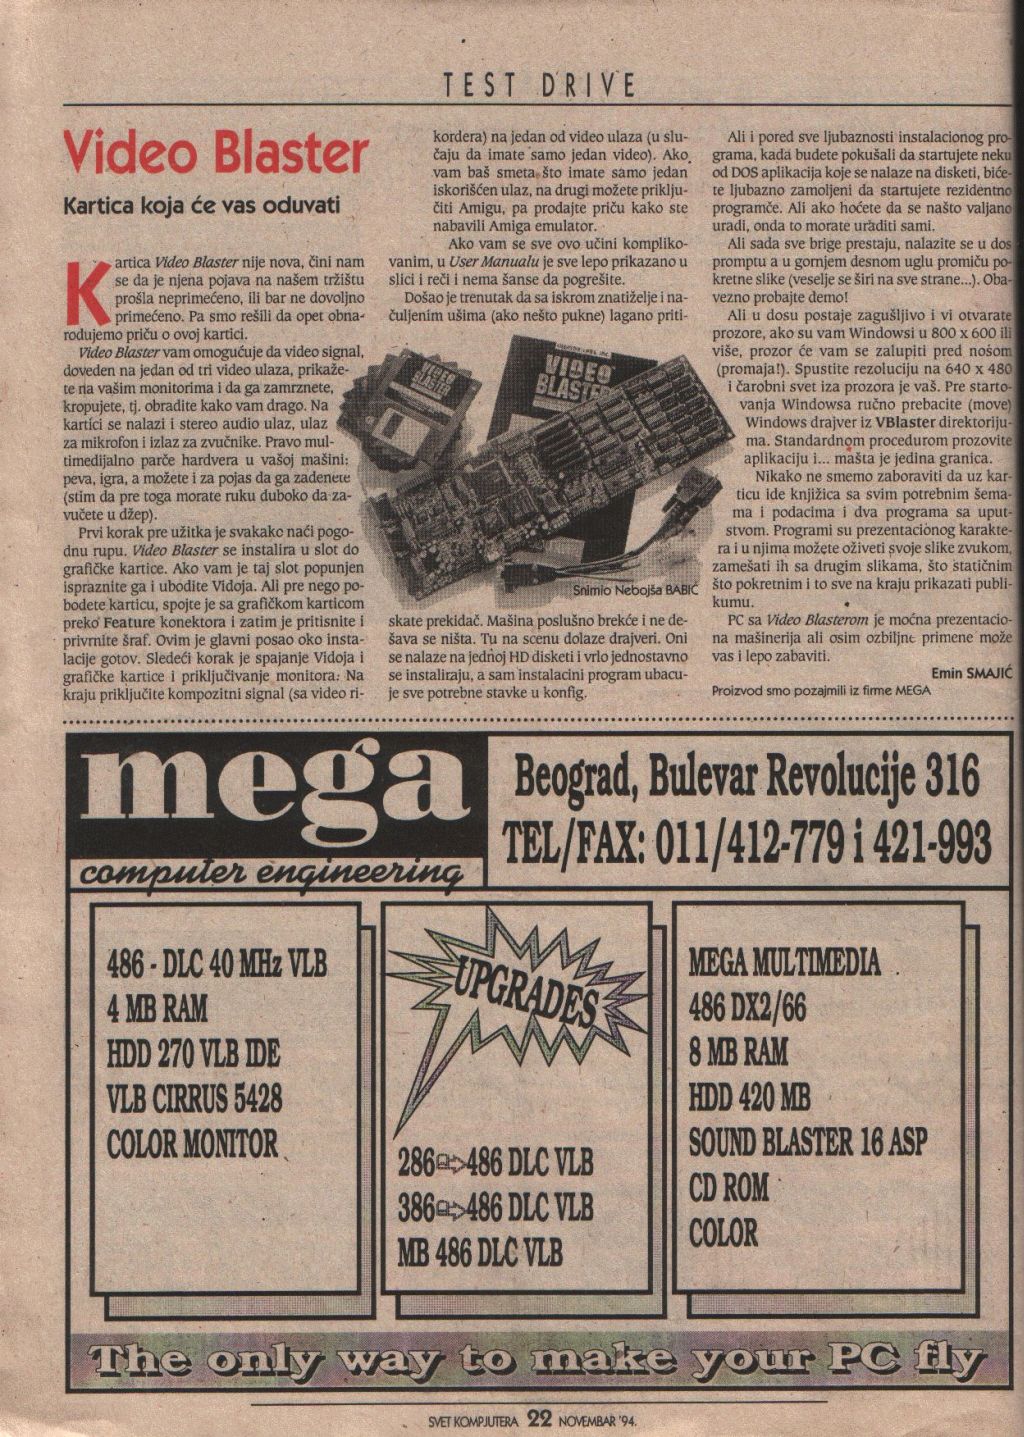 TEST DRIVE
Video Blaster
Kartica koja će vas oduvati
Kartica Video Blaster nije nova, čini nam
se da je njena pojava na našem tržištu
prošla neprimećeno, ili bar ne dovoljno
primećeno. Pa smo rešili da opet obna-
rodujemo priču o ovoj kartici.
Video Blaster vam omogućuje da video signal,
doveden na jedan od tri video ulaza, prikaže-
te na vašim monitorima i da ga zamrznete,
kropujete, tj. obradite kako vam drago. Na
kartici se nalazi i stereo audio ulaz, ulaz
za mikrofon i izlaz za zvučnike. Pravo mul-
timedijalno parče hardvera u vašoj mašini:
peva, igra, a možete i za pojas da ga zadenete
(stim da pre toga morate ruku duboko da za-
vučete u džep).
Prvi korak pre užitka je svakako naći pogo-
dnu rupu. Video Blaster se instalira u slot do
grafičke kartice. Ako vam je taj slot popunjen
ispraznite ga i ubodite Vidoja. Ali pre nego po-
bodete karticu, spojte je sa grafičkom karticom
preko Feature konektora i zatim je pritisnite i
privrnite šraf. Ovim je glavni posao oko insta-
lacije gotov. Sledeći korak je spajanje Vidoja i
grafičke kartice i priključivanje monitora: Na
kraju priključite kompozitni signal (sa video ri-
kordera) na jedan od video ulaza (u slu-
čaju da imate samo jedan video). Ako
vam baš smeta što imate samo jedan
iskorišćen ulaz, na drugi možete priklju-
čiti Amigu, pa prodajte priču kako ste
nabavili Amiga emulator.
Ako vam se sve ovo učini kompliko-
vanim, u User Manualu je sve lepo prikazano u
slici i reči i nema šanse da pogrešite.
Došao je trenutak da sa iskrom znatiželje i na-
ćuljenim ušima (ako nešto pukne) lagano priti-
VIDEO
BLASTER
VIDEO
BLASTER
Snimio Nebojša BABIĆ
skate prekidač. Mašina poslušno brekće i ne de-
šava se ništa. Tu na scenu dolaze drajveri. Oni
se nalaze na jednoj HD disketi i vrlo jednostavno
se instaliraju, a sam instalacini program ubacu-
je sve potrebne stavke u konfig.
Ali i pored sve ljubaznosti instalacionog pro-
grama, kada budete pokušali da startujete neku
od DOS aplikacija koje se nalaze na disketi, biće-
te ljubazno zamoljeni da startujete rezidentno
programče. Ali ako hoćete da se našto valjano
uradi, onda to morate uraditi sami.
Ali sada sve brige prestaju, nalazite se u dos
promptu a u gornjem desnom uglu promiču po-
kretne slike (veselje se širi na sve strane...). Oba-
vezno probajte demo!
Ali u dosu postaje zagušljivo i vi otvarate
prozore, ako su vam Windowsi u 800 x 600 ili
više, prozor će vam se zalupiti pred nosom
(promaja!). Spustite rezoluciju na 640 x 480
i čarobni svet iza prozora je vaš. Pre starto-
vanja Windowsa ručno prebacite (move)
Windows drajver iz VBlaster direktoriju-
ma. Standardnom procedurom prozovite
aplikaciju i... mašta je jedina granica.
Nikako ne smemo zaboraviti da uz kar-
ticu ide knjižica sa svim potrebnim šema-
ma i podacima i dva programa sa uput-
stvom. Programi su prezentacionog karakte-
ra i u njima možete oživeti svoje slike zvukom,
zamešati ih sa drugim slikama, što statičnim
što pokretnim i to sve na kraju prikazati publi-
kumu.
PC sa Video Blasterom je moćna prezentacio-
na mašinerija ali osim ozbiljne primene može
vas i lepo zabaviti.
Emin SMAJIĆ
Proizvod smo pozajmili iz firme MEGA
mega
computer engineering
Beograd, Bulevar Revolucije 316
TEL/FAX: 011/412-779 i 421-993
486 - DLC 40 MHz VLB
4 MB RAM
HDD 270 VLB IDE
VLB CIRRUS 5428
COLOR MONITOR
UPGRADES
286⇨486 DLC VLB
386⇨486 DLC VLB
MB 486 DLC VLB
MEGA MULTIMEDIA
486 DX2/66
8 MB RAM
HDD 420 MB
SOUND BLASTER 16 ASP
CD ROM
COLOR
The only way to make your PC fly
SVET KOMPJUTERA 22 NOVEMBAR '94.